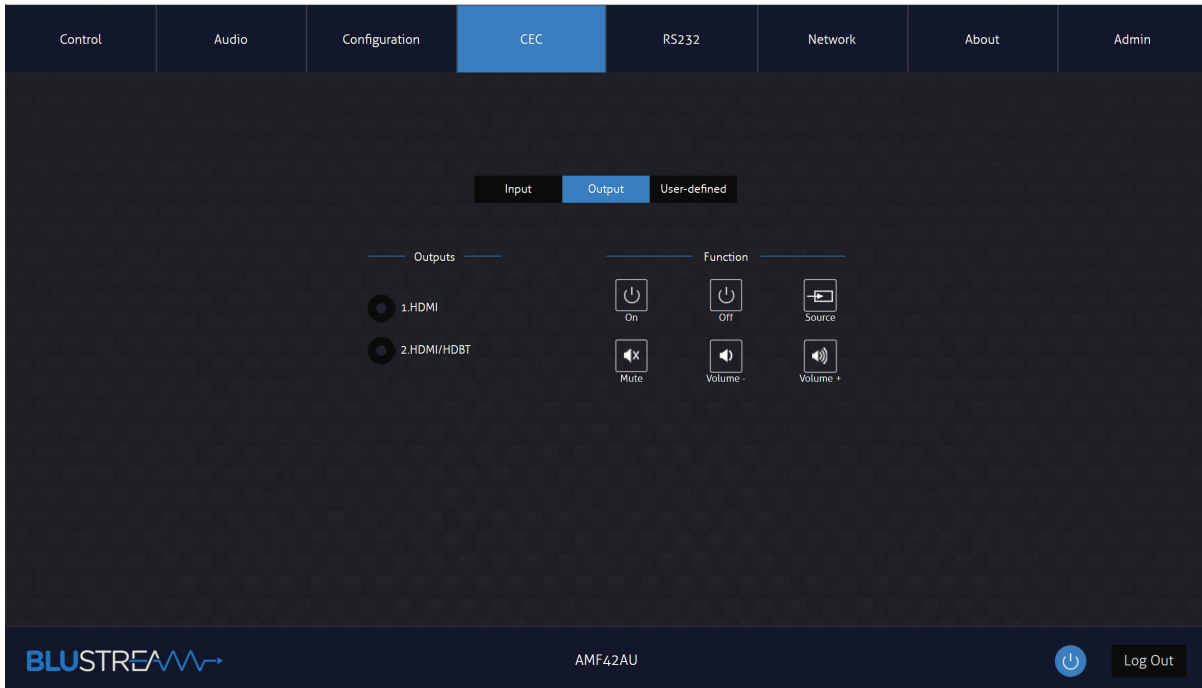 Control Audio Configuration CEC RS232 Network About Admin
Input Output User-defined
Outputs Function
1.HDMI
On Off Source
2.HDMI/HDBT
Mute Volume - Volume +
BLUSTREAM AMF42AU Log Out